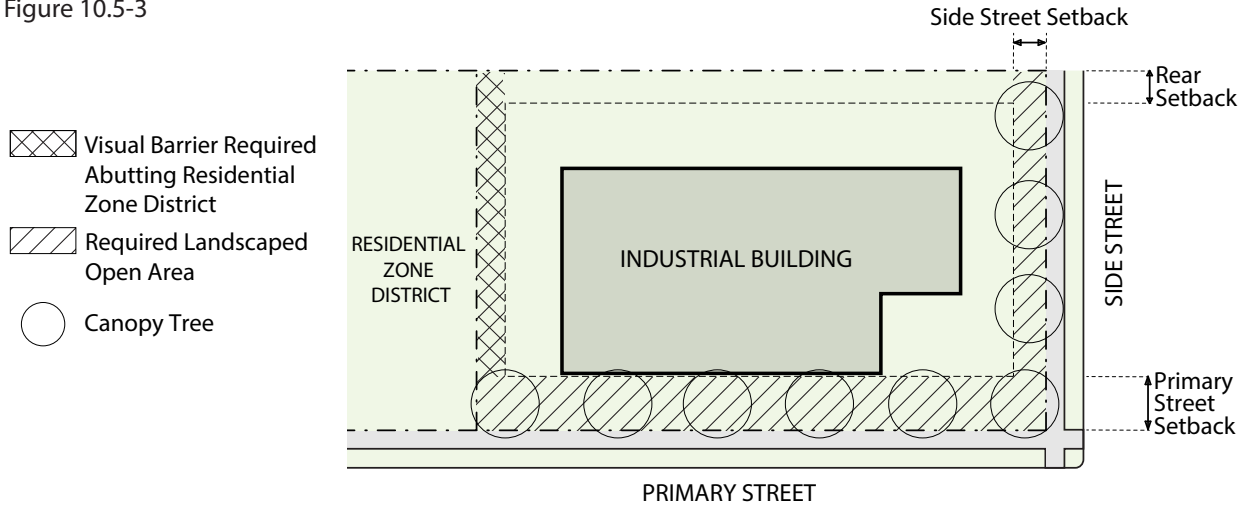 Figure 10.5-3
Side Street Setback
Rear
Setback
Visual Barrier Required
Abutting Residential
Zone District
Required Landscaped
Open Area
Canopy Tree
RESIDENTIAL
ZONE
DISTRICT
INDUSTRIAL BUILDING
SIDE STREET
Primary
Street
Setback
PRIMARY STREET